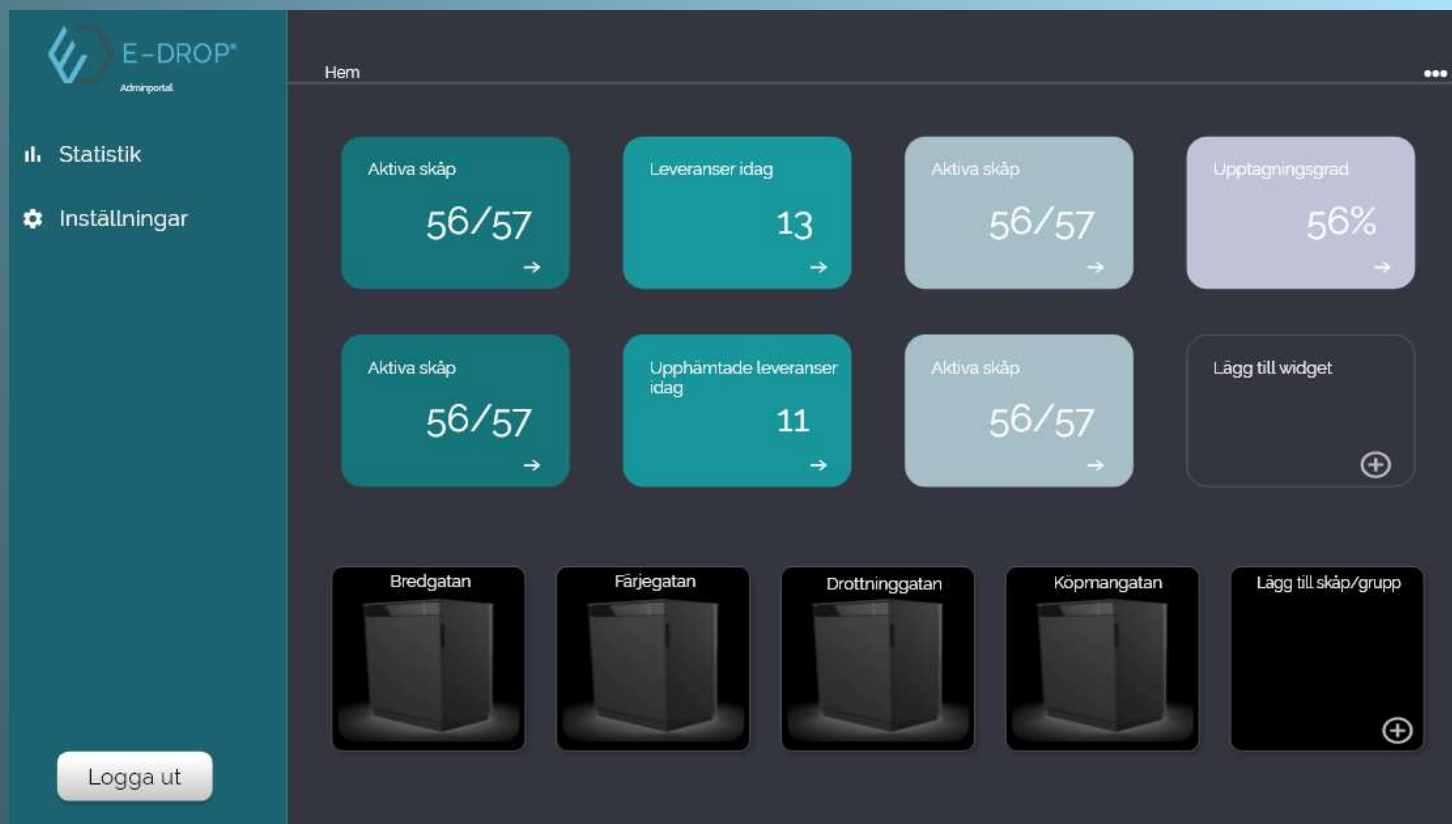 E-DROP®
Adminportal
Statistik
Inställningar
Logga ut
Hem
Aktiva skåp
56/57
Leveranser idag
13
Aktiva skåp
56/57
Upptagningsgrad
56%
Aktiva skåp
56/57
Upphämtade leveranser
idag
11
Aktiva skåp
56/57
Lägg till widget
Bredgatan
Färjegatan
Drottninggatan
Köpmangatan
Lägg till skåp/grupp